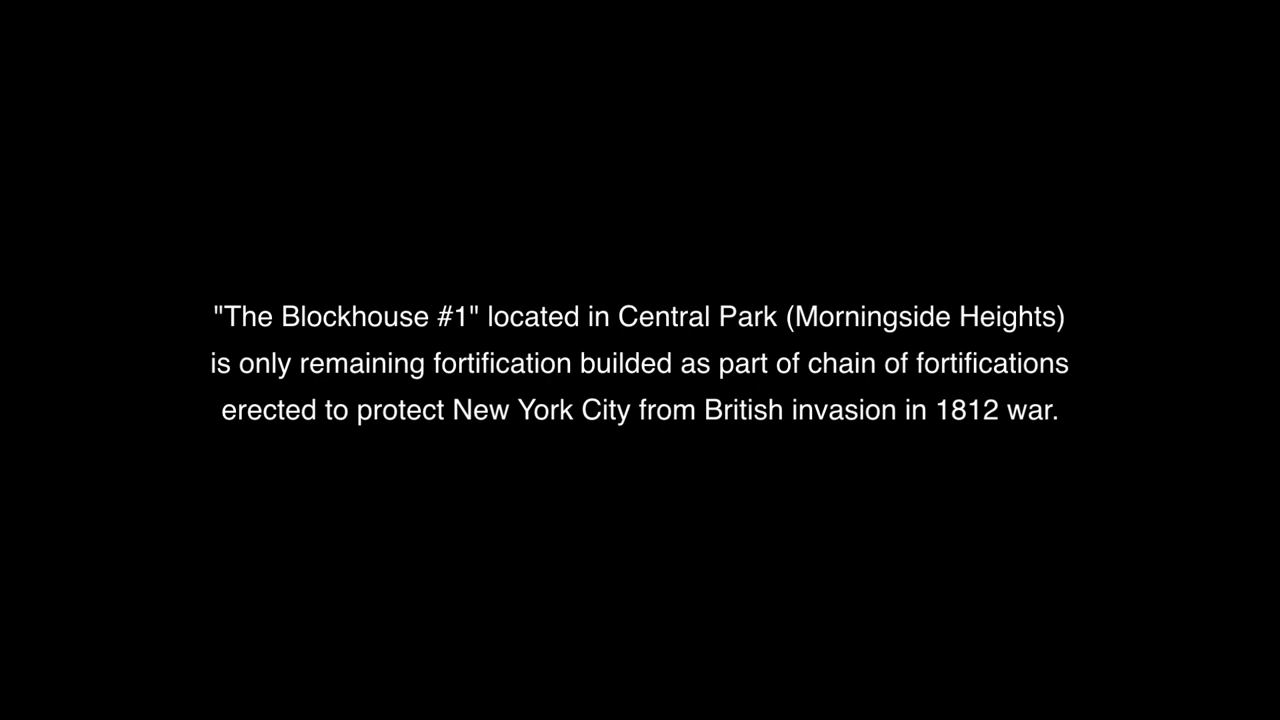 "The Blockhouse #1" located in Central Park (Morningside Heights)
is only remaining fortification builded as part of chain of fortifications
erected to protect New York City from British invasion in 1812 war.